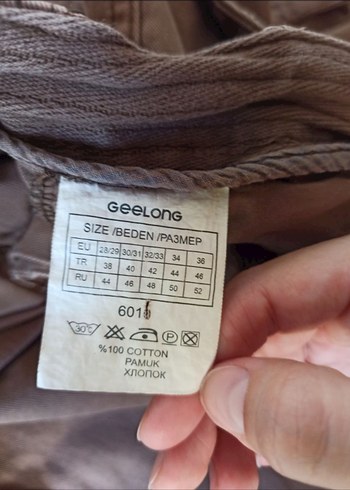 GEELONG
SIZE /BEDEN /РАЗМЕР
EU 28/29 30/31 32/33 34 36
TR 38 40 42 44 46
RU 44 46 48 50 52
30°C P
%100 COTTON
PAMUK
ХЛОПОК